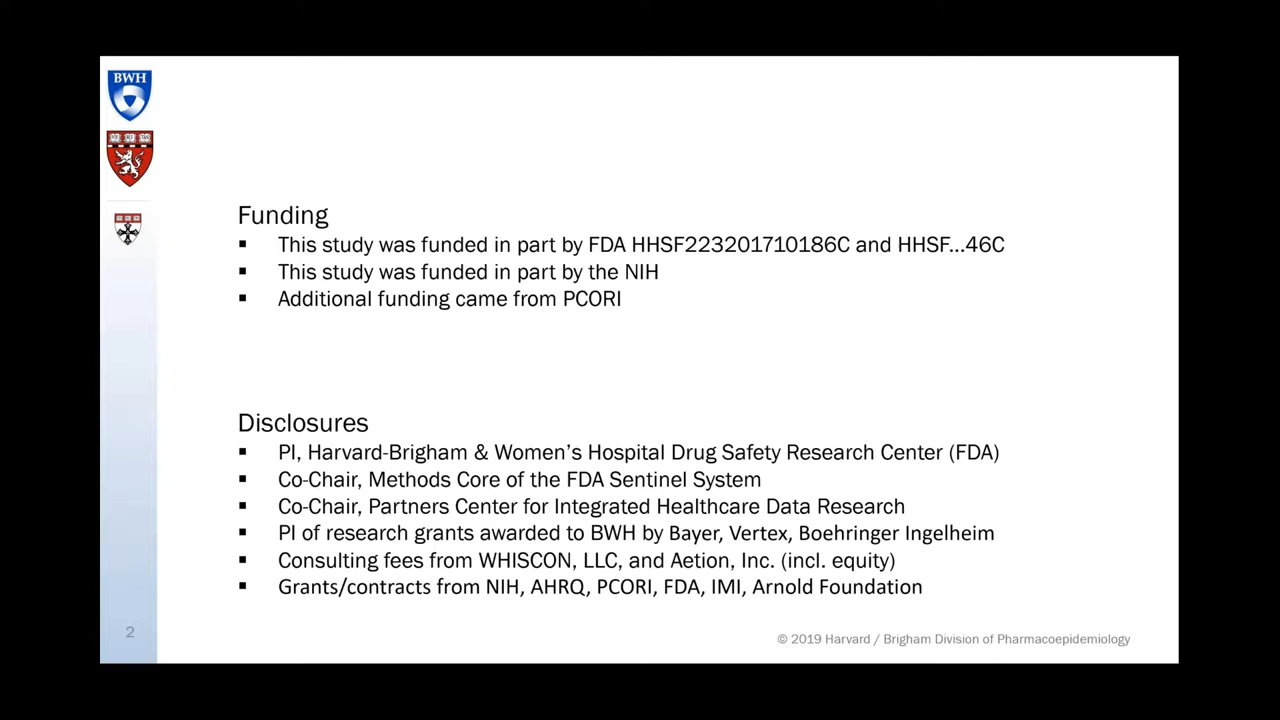 BWH
Funding
▪ This study was funded in part by FDA HHSF223201710186C and HHSF...46C
▪ This study was funded in part by the NIH
▪ Additional funding came from PCORI
Disclosures
▪ PI, Harvard-Brigham & Women's Hospital Drug Safety Research Center (FDA)
▪ Co-Chair, Methods Core of the FDA Sentinel System
▪ Co-Chair, Partners Center for Integrated Healthcare Data Research
▪ PI of research grants awarded to BWH by Bayer, Vertex, Boehringer Ingelheim
▪ Consulting fees from WHISCON, LLC, and Aetion, Inc. (incl. equity)
▪ Grants/contracts from NIH, AHRQ, PCORI, FDA, IMI, Arnold Foundation
2
© 2019 Harvard / Brigham Division of Pharmacoepidemiology